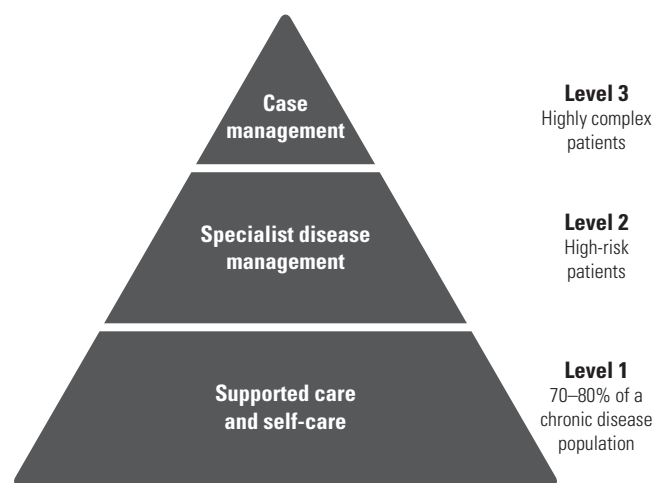 Case
management
Level 3
Highly complex
patients
Specialist disease
management
Level 2
High-risk
patients
Supported care
and self-care
Level 1
70–80% of a
chronic disease
population